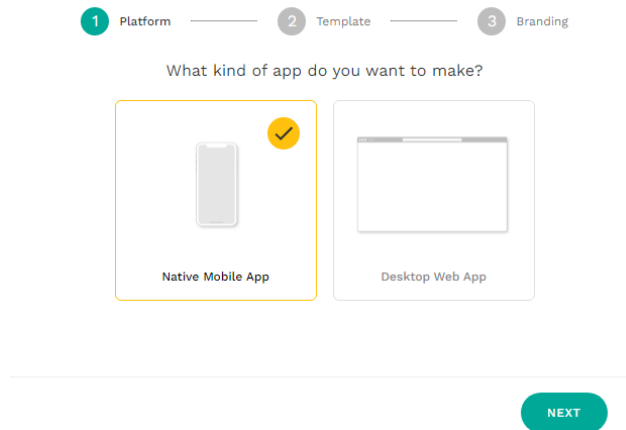 1 Platform 2 Template 3 Branding
What kind of app do you want to make?
Native Mobile App Desktop Web App
NEXT